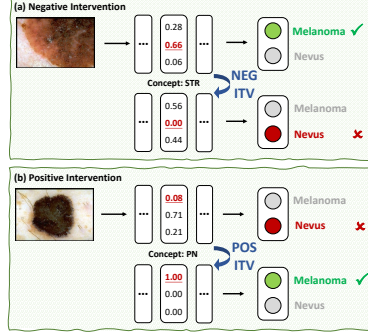 (a) Negative Intervention
... 0.28 ... Melanoma ✓
0.66
0.06 Nevus
Concept: STR NEG
ITV
... 0.56 ... Melanoma
0.00
0.44 Nevus ✘
(b) Positive Intervention
... 0.08 ... Melanoma
0.71
0.21 Nevus ✘
Concept: PN POS
ITV
... 1.00 ... Melanoma ✓
0.00
0.00 Nevus